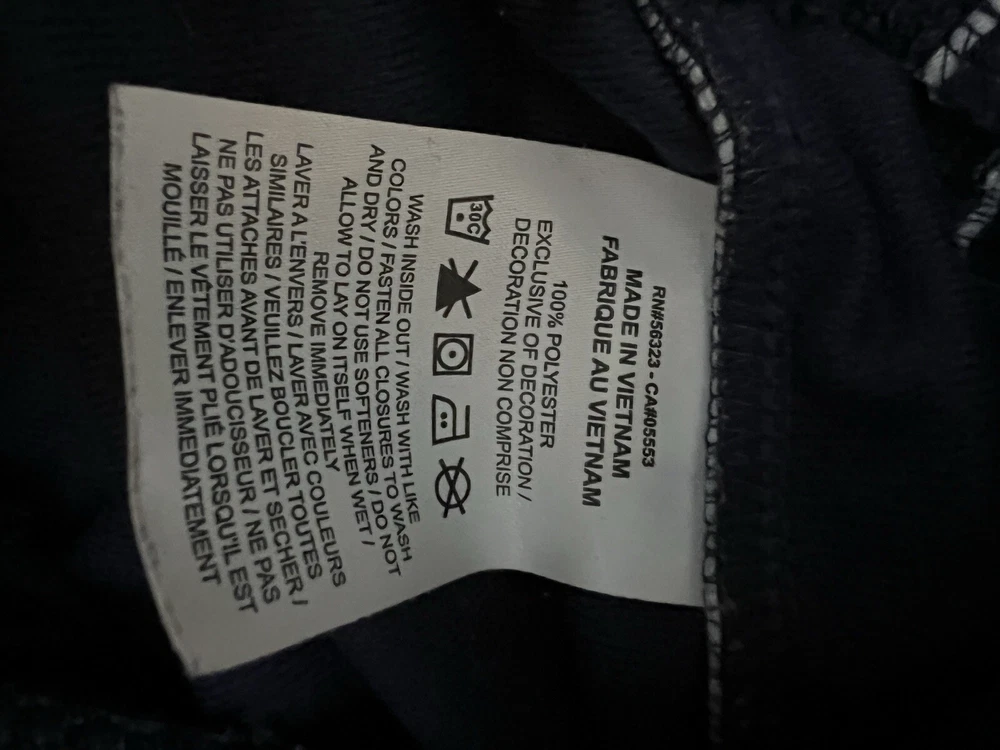 RN#56323 - CA#05553
MADE IN VIETNAM
FABRIQUE AU VIETNAM
100% POLYESTER
EXCLUSIVE OF DECORATION /
DECORATION NON COMPRISE
30C
WASH INSIDE OUT / WASH WITH LIKE
COLORS / FASTEN ALL CLOSURES TO WASH
AND DRY / DO NOT USE SOFTENERS / DO NOT
ALLOW TO LAY ON ITSELF WHEN WET /
REMOVE IMMEDIATELY
LAVER A L'ENVERS / LAVER AVEC COULEURS
SIMILAIRES / VEUILLEZ BOUCLER TOUTES
LES ATTACHES AVANT DE LAVER ET SECHER /
NE PAS UTILISER D'ADOUCISSEUR / NE PAS
LAISSER LE VÊTEMENT PLIÉ LORSQU'IL EST
MOUILLÉ / ENLEVER IMMEDIATEMENT